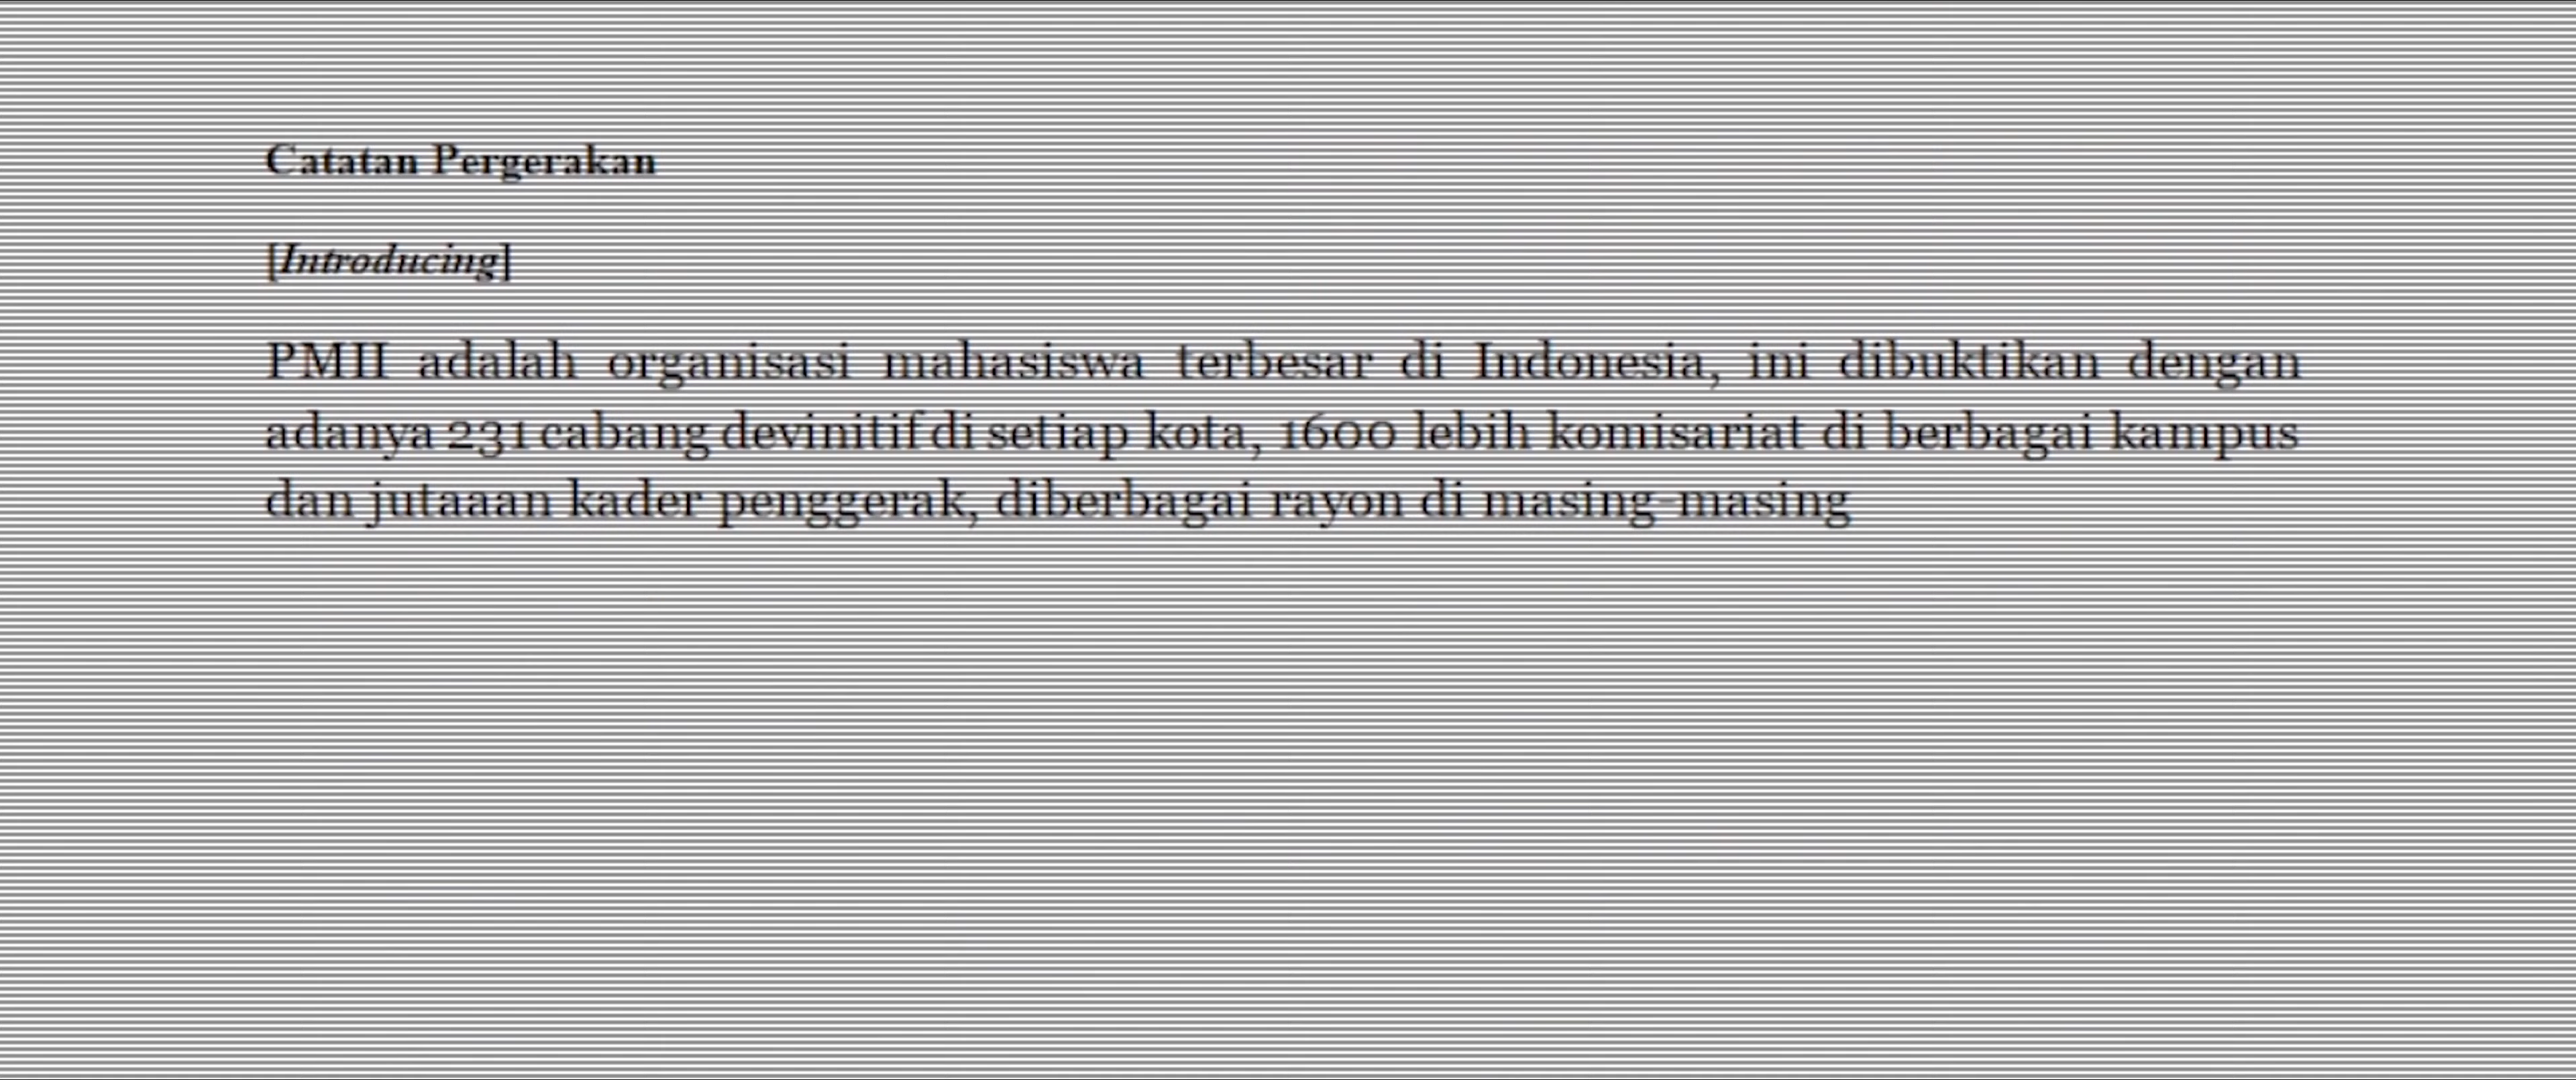 Catatan Pergerakan
[Introducing]
PMII adalah organisasi mahasiswa terbesar di Indonesia, ini dibuktikan dengan
adanya 231 cabang devinitif di setiap kota, 1600 lebih komisariat di berbagai kampus
dan jutaaan kader penggerak, diberbagai rayon di masing-masing